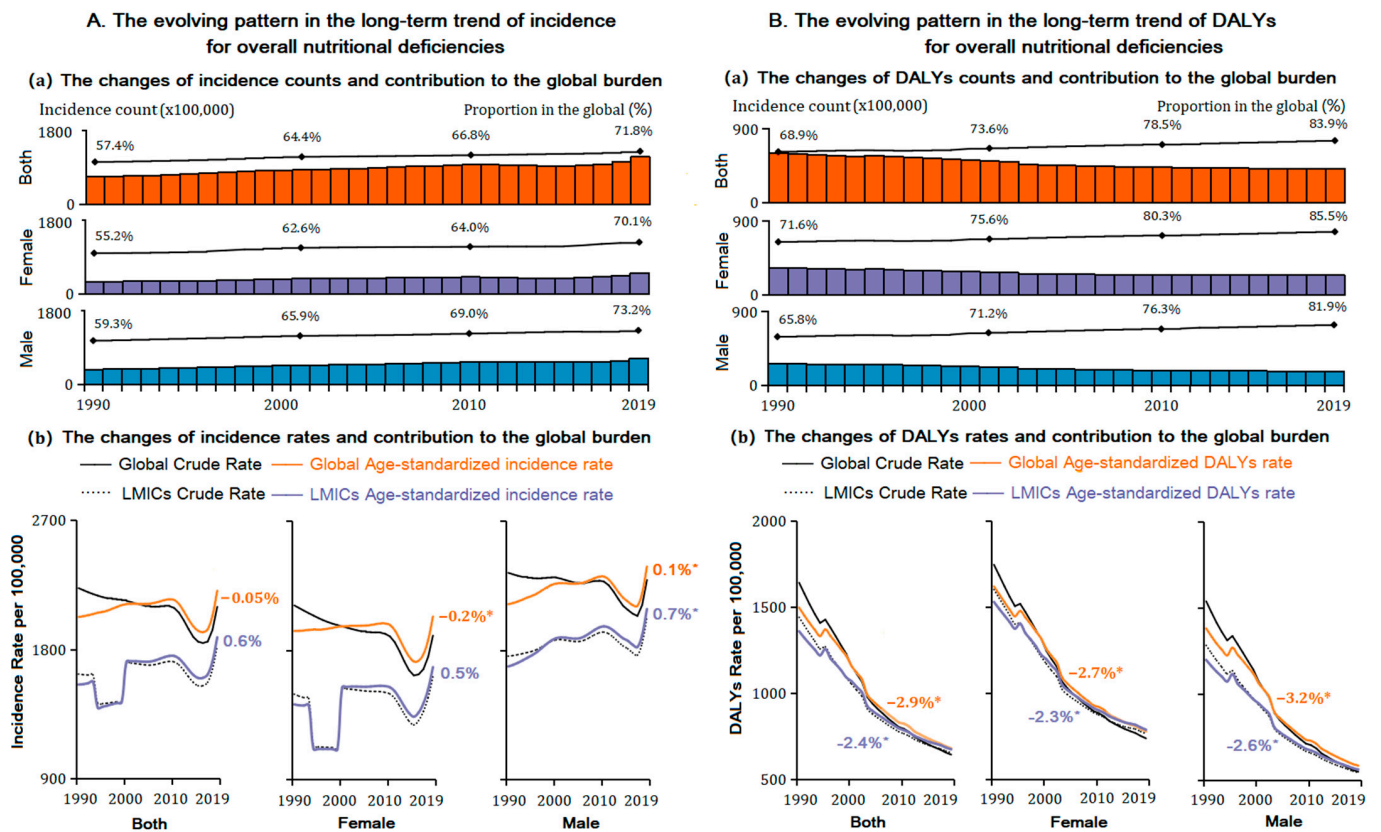 A. The evolving pattern in the long-term trend of incidence
for overall nutritional deficiencies
(a) The changes of incidence counts and contribution to the global burden
Incidence count (x100,000) Proportion in the global (%)
1800
57.4% 64.4% 66.8% 71.8%
Both
0
1800
55.2% 62.6% 64.0% 70.1%
Female
0
1800
59.3% 65.9% 69.0% 73.2%
Male
0
1990 2000 2010 2019
(b) The changes of incidence rates and contribution to the global burden
Global Crude Rate Global Age-standardized incidence rate
LMICs Crude Rate LMICs Age-standardized incidence rate
Incidence Rate per 100,000
2700
1800
900
−0.05%
0.6%
1990 2000 2010 2019
Both
−0.2%*
0.5%
1990 2000 2010 2019
Female
0.1%*
0.7%*
1990 2000 2010 2019
Male
B. The evolving pattern in the long-term trend of DALYs
for overall nutritional deficiencies
(a) The changes of DALYs counts and contribution to the global burden
Incidence count (x100,000) Proportion in the global (%)
900
68.9% 73.6% 78.5% 83.9%
Both
0
900
71.6% 75.6% 80.3% 85.5%
Female
0
900
65.8% 71.2% 76.3% 81.9%
Male
0
1990 2000 2010 2019
(b) The changes of DALYs rates and contribution to the global burden
Global Crude Rate Global Age-standardized DALYs rate
LMICs Crude Rate LMICs Age-standardized DALYs rate
DALYs Rate per 100,000
2000
1500
1000
500
−2.9%*
-2.4%*
1990 2000 2010 2019
Both
−2.7%*
-2.3%*
1990 2000 2010 2019
Female
−3.2%*
-2.6%*
1990 2000 2010 2019
Male